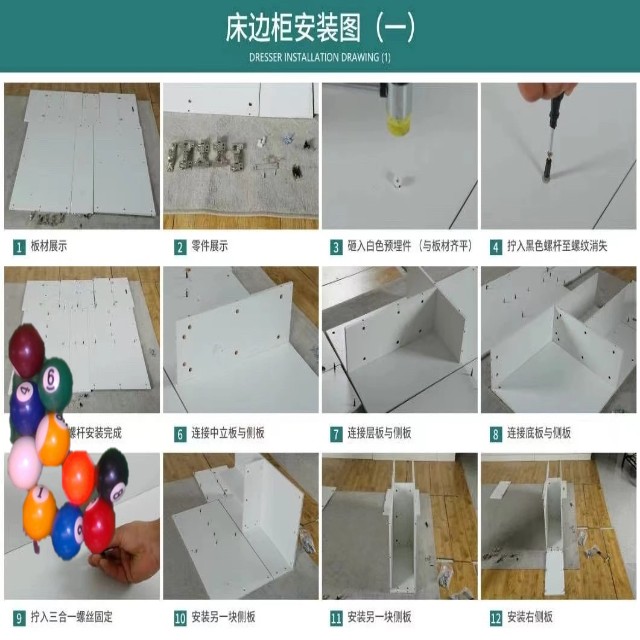 床边柜安装图（一）
DRESSER INSTALLATION DRAWING (1)
1 板材展示
2 零件展示
3 砸入白色预埋件（与板材齐平）
4 拧入黑色螺杆至螺纹消失
螺杆安装完成
6 连接中立板与侧板
7 连接层板与侧板
8 连接底板与侧板
9 拧入三合一螺丝固定
10 安装另一块侧板
11 安装另一块侧板
12 安装右侧板
4
6
1
8